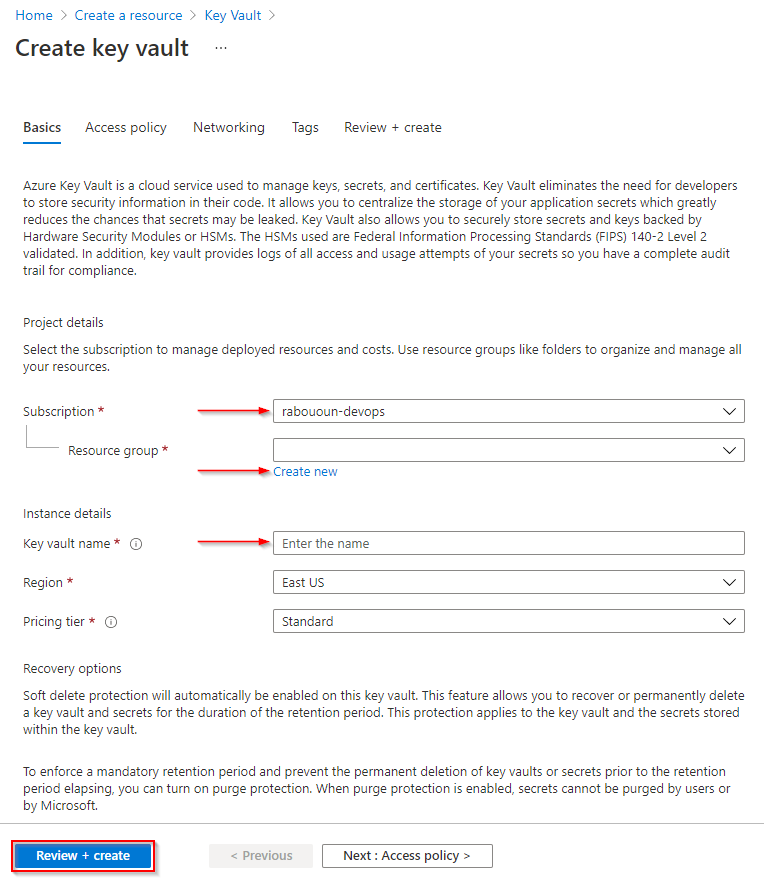 Home > Create a resource > Key Vault >
Create key vault ...
Basics Access policy Networking Tags Review + create
Azure Key Vault is a cloud service used to manage keys, secrets, and certificates. Key Vault eliminates the need for developers
to store security information in their code. It allows you to centralize the storage of your application secrets which greatly
reduces the chances that secrets may be leaked. Key Vault also allows you to securely store secrets and keys backed by
Hardware Security Modules or HSMs. The HSMs used are Federal Information Processing Standards (FIPS) 140-2 Level 2
validated. In addition, key vault provides logs of all access and usage attempts of your secrets so you have a complete audit
trail for compliance.
Project details
Select the subscription to manage deployed resources and costs. Use resource groups like folders to organize and manage all
your resources.
Subscription * rabououn-devops
Resource group *
Create new
Instance details
Key vault name * Enter the name
Region * East US
Pricing tier * Standard
Recovery options
Soft delete protection will automatically be enabled on this key vault. This feature allows you to recover or permanently delete
a key vault and secrets for the duration of the retention period. This protection applies to the key vault and the secrets stored
within the key vault.
To enforce a mandatory retention period and prevent the permanent deletion of key vaults or secrets prior to the retention
period elapsing, you can turn on purge protection. When purge protection is enabled, secrets cannot be purged by users or
by Microsoft.
Review + create < Previous Next : Access policy >